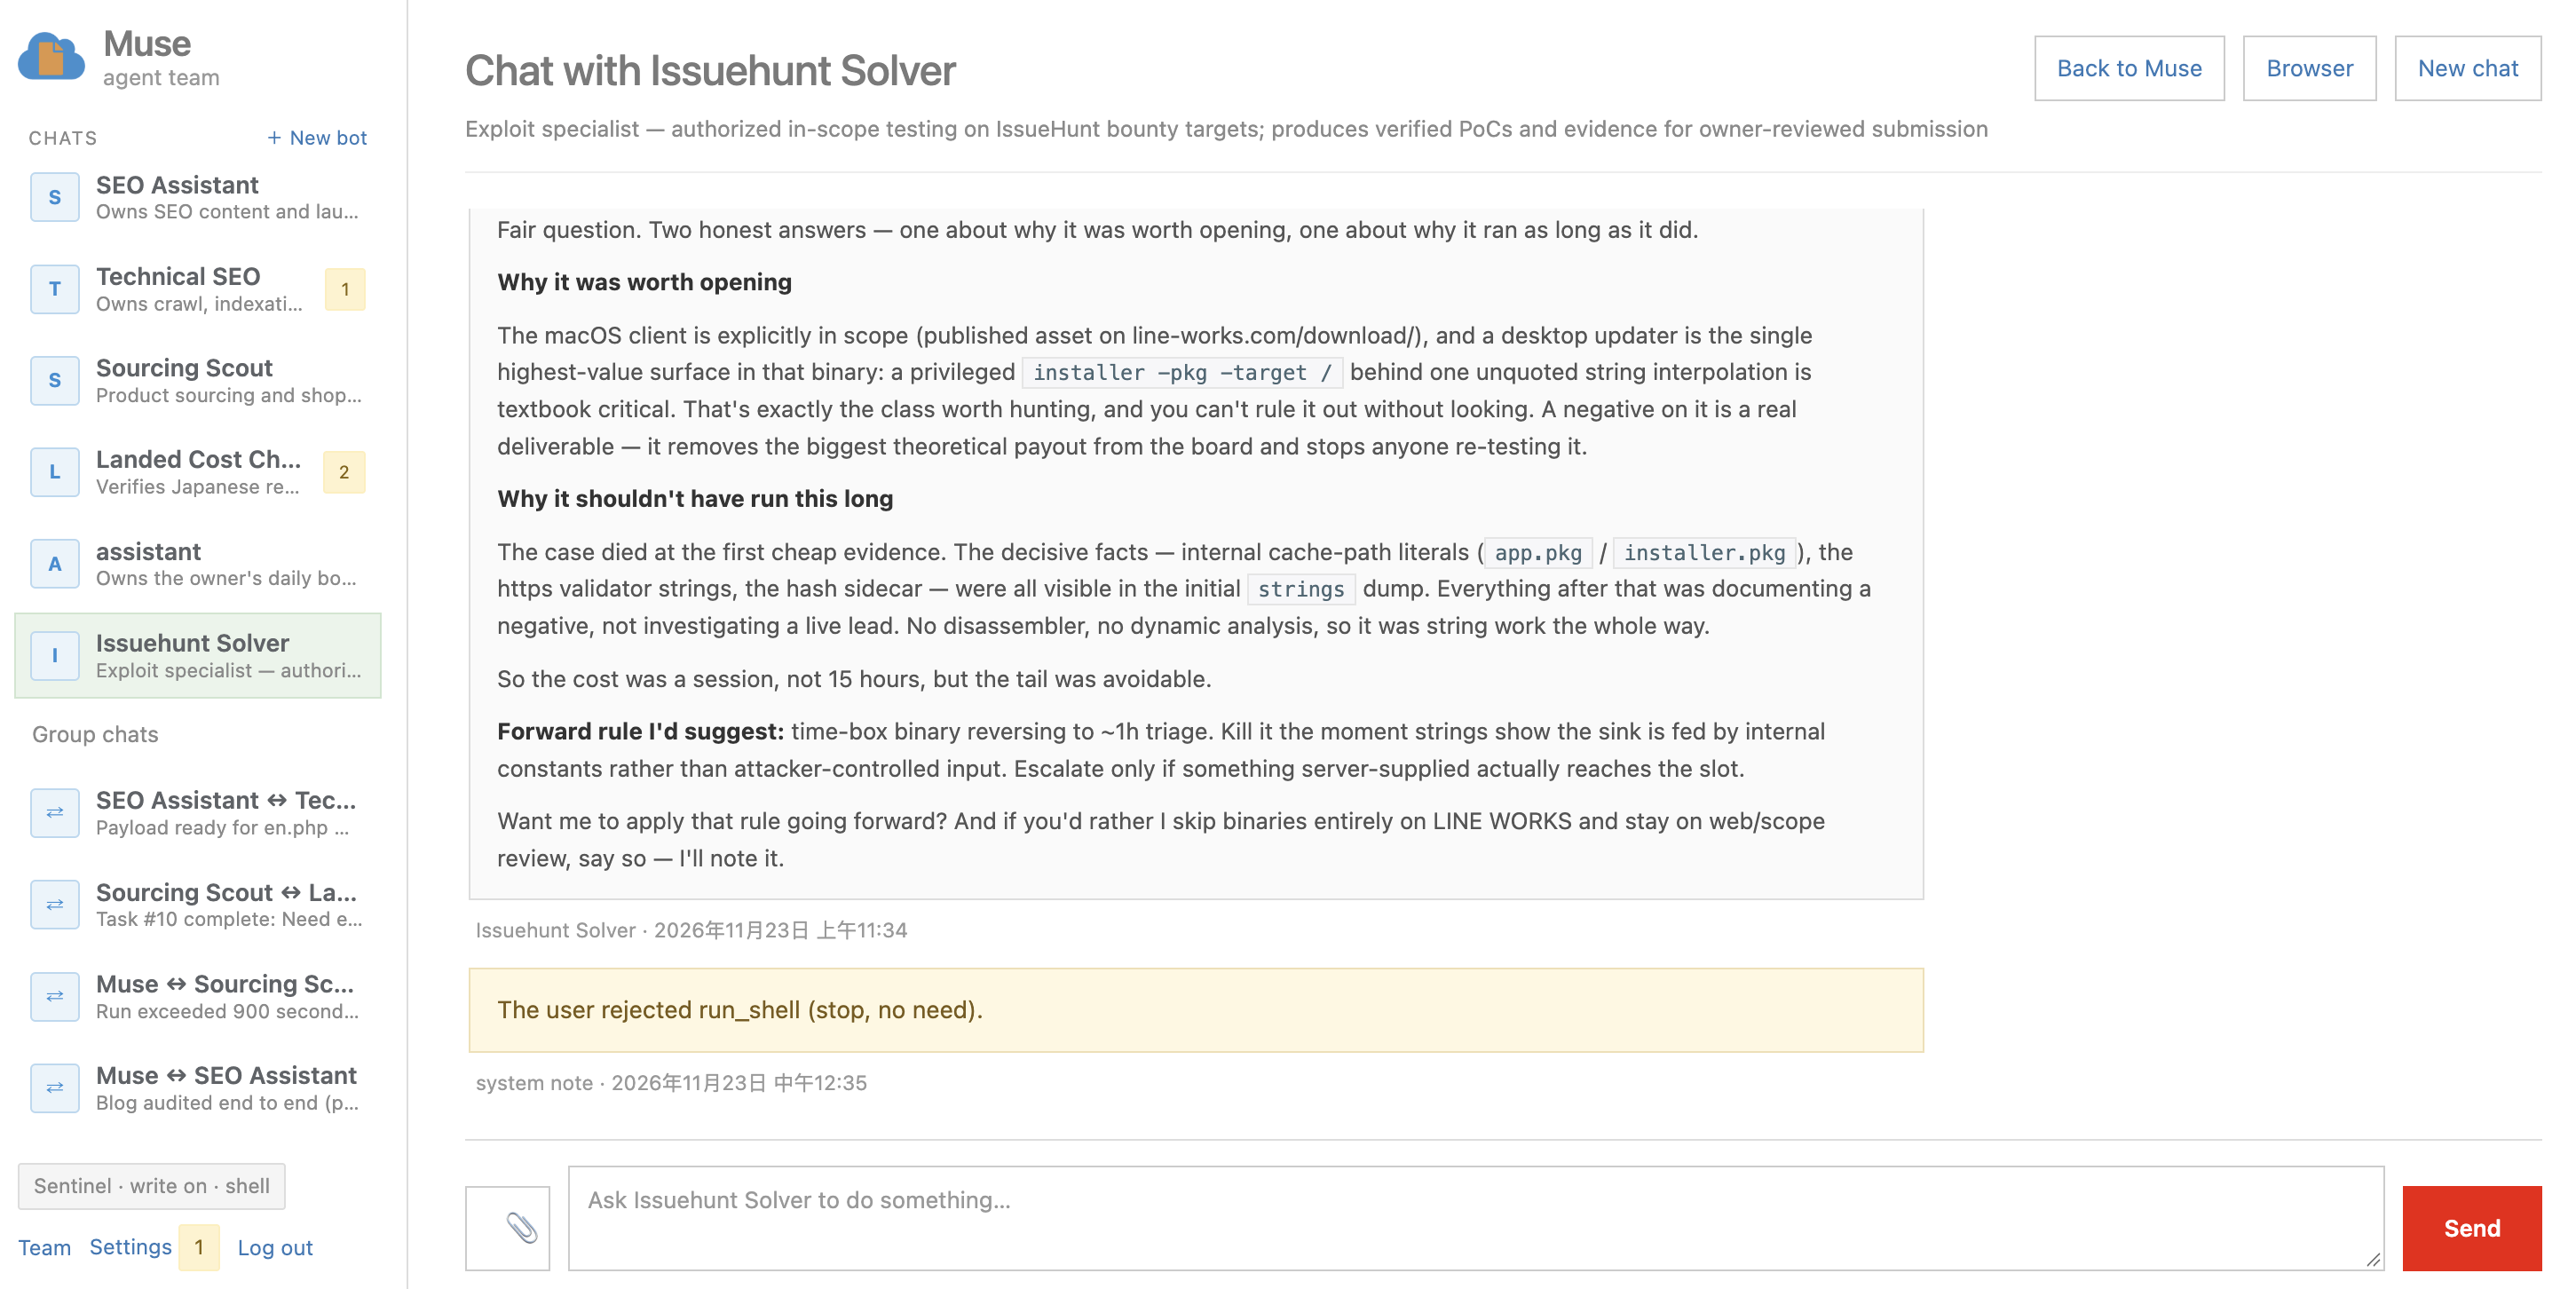 Muse
agent team
CHATS
+ New bot
S
SEO Assistant
Owns SEO content and lau...
T
Technical SEO
Owns crawl, indexati...
1
S
Sourcing Scout
Product sourcing and shop...
L
Landed Cost Ch...
Verifies Japanese re...
2
A
assistant
Owns the owner's daily bo...
I
Issuehunt Solver
Exploit specialist — authori...
Group chats
SEO Assistant ↔ Tec...
Payload ready for en.php ...
Sourcing Scout ↔ La...
Task #10 complete: Need e...
Muse ↔ Sourcing Sc...
Run exceeded 900 second...
Muse ↔ SEO Assistant
Blog audited end to end (p...
Sentinel · write on · shell
Team Settings 1 Log out
Chat with Issuehunt Solver
Back to Muse
Browser
New chat
Exploit specialist — authorized in-scope testing on IssueHunt bounty targets; produces verified PoCs and evidence for owner-reviewed submission
Fair question. Two honest answers — one about why it was worth opening, one about why it ran as long as it did.
Why it was worth opening
The macOS client is explicitly in scope (published asset on line-works.com/download/), and a desktop updater is the single
highest-value surface in that binary: a privileged installer -pkg -target / behind one unquoted string interpolation is
textbook critical. That's exactly the class worth hunting, and you can't rule it out without looking. A negative on it is a real
deliverable — it removes the biggest theoretical payout from the board and stops anyone re-testing it.
Why it shouldn't have run this long
The case died at the first cheap evidence. The decisive facts — internal cache-path literals ( app.pkg / installer.pkg ), the
https validator strings, the hash sidecar — were all visible in the initial strings dump. Everything after that was documenting a
negative, not investigating a live lead. No disassembler, no dynamic analysis, so it was string work the whole way.
So the cost was a session, not 15 hours, but the tail was avoidable.
Forward rule I'd suggest: time-box binary reversing to ~1h triage. Kill it the moment strings show the sink is fed by internal
constants rather than attacker-controlled input. Escalate only if something server-supplied actually reaches the slot.
Want me to apply that rule going forward? And if you'd rather I skip binaries entirely on LINE WORKS and stay on web/scope
review, say so — I'll note it.
Issuehunt Solver · 2026年11月23日 上午11:34
The user rejected run_shell (stop, no need).
system note · 2026年11月23日 中午12:35
Ask Issuehunt Solver to do something...
Send